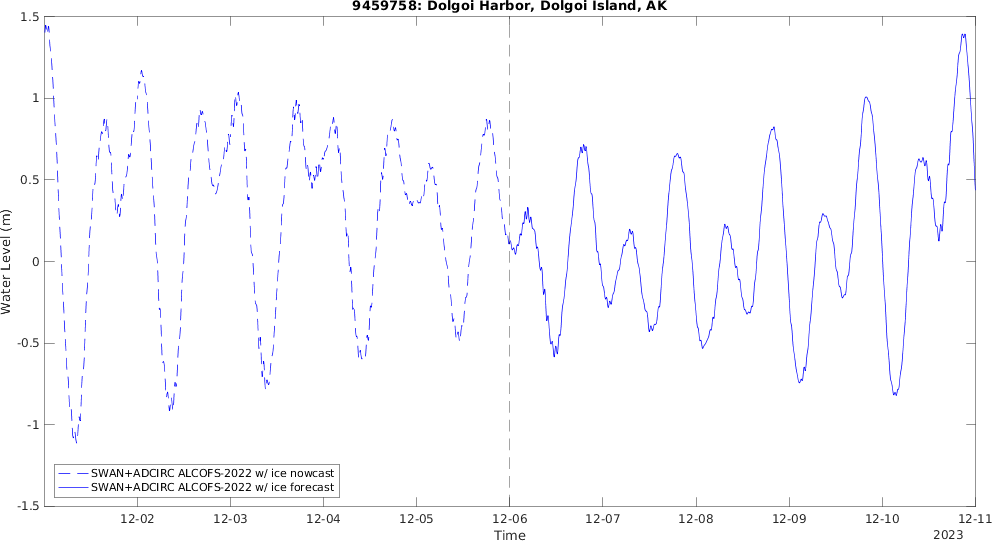 9459758: Dolgoi Harbor, Dolgoi Island, AK
1.5
1
0.5
0
-0.5
-1
-1.5
Water Level (m)
SWAN+ADCIRC ALCOFS-2022 w/ ice nowcast
SWAN+ADCIRC ALCOFS-2022 w/ ice forecast
12-02 12-03 12-04 12-05 12-06 12-07 12-08 12-09 12-10 12-11
Time
2023